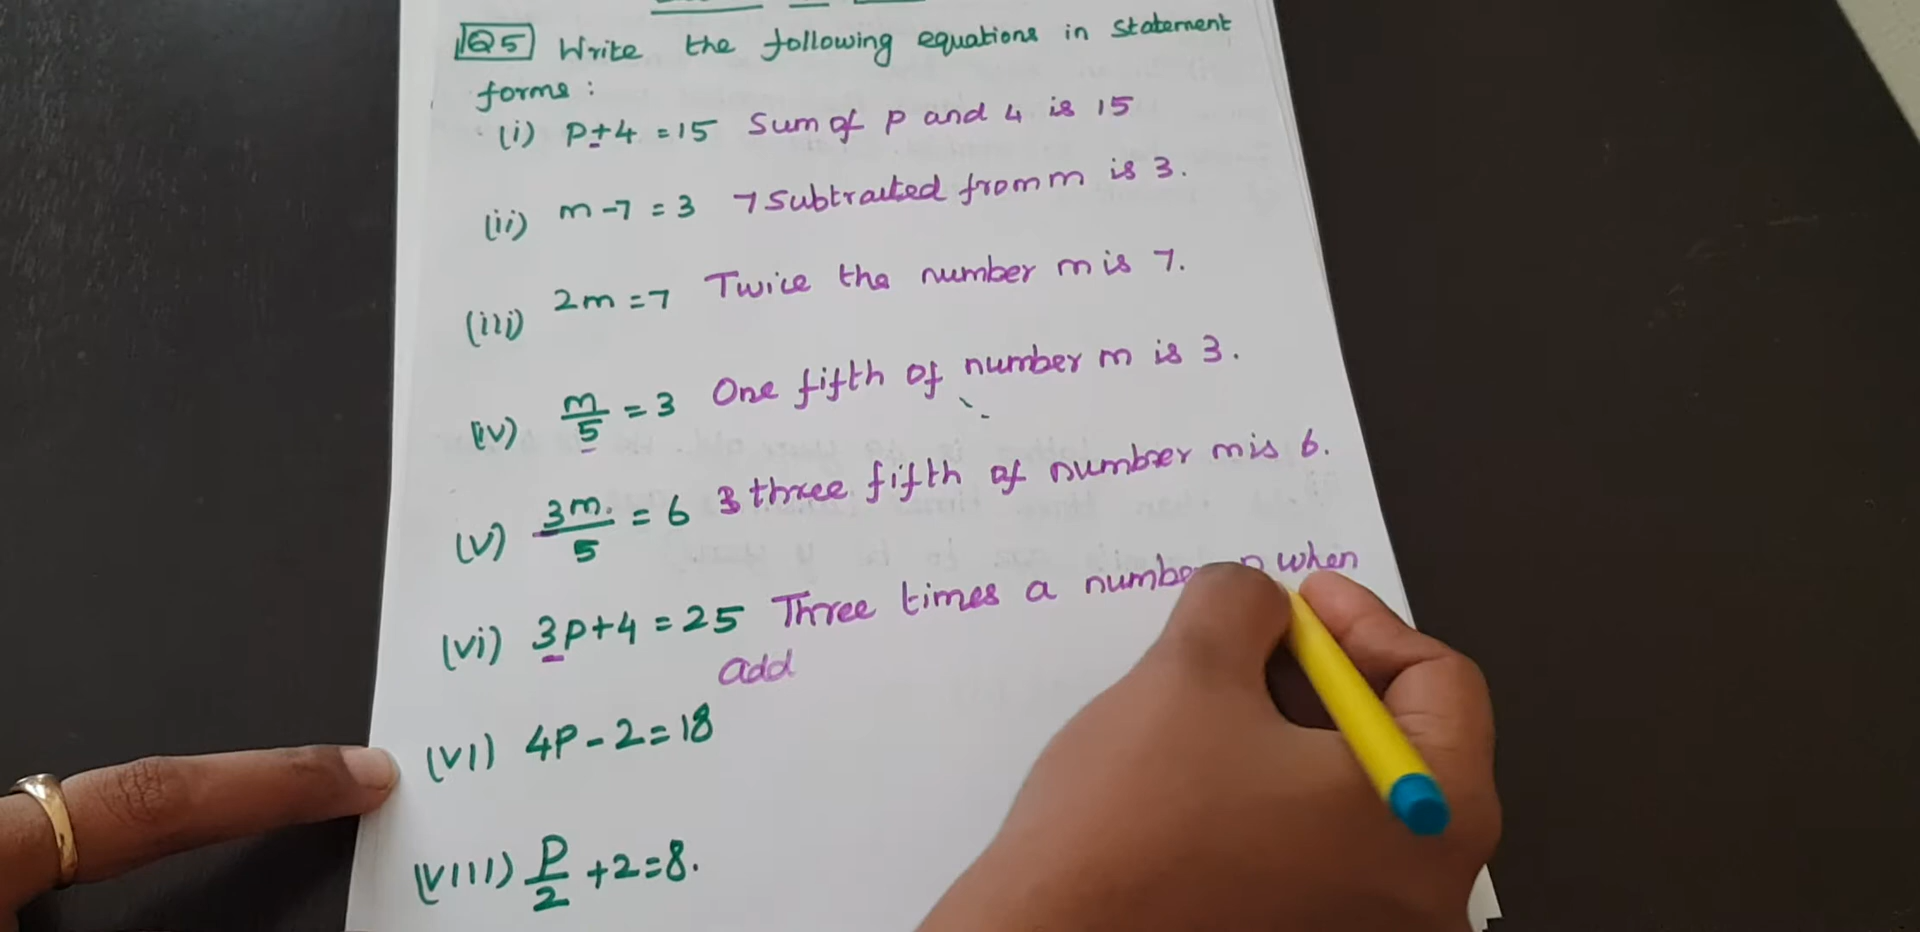 Q5 Write the following equations in statement
forms:
(i) p+4 = 15 Sum of p and 4 is 15
(ii) m-7 = 3 7 subtracted from m is 3.
(iii) 2m = 7 Twice the number m is 7.
(iv) m/5 = 3 One fifth of number m is 3.
(v) 3m/5 = 6 3 three fifth of number m is 6.
(vi) 3p+4 = 25 Three times a number p when
add
(VI) 4P-2=18
(VIII) P/2 +2=8.